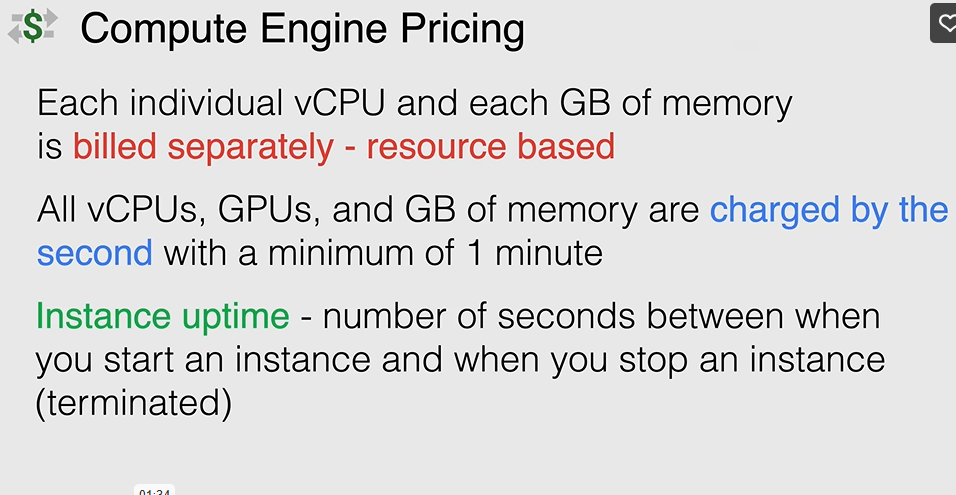 $ Compute Engine Pricing
Each individual vCPU and each GB of memory
is billed separately - resource based
All vCPUs, GPUs, and GB of memory are charged by the
second with a minimum of 1 minute
Instance uptime - number of seconds between when
you start an instance and when you stop an instance
(terminated)
01:34